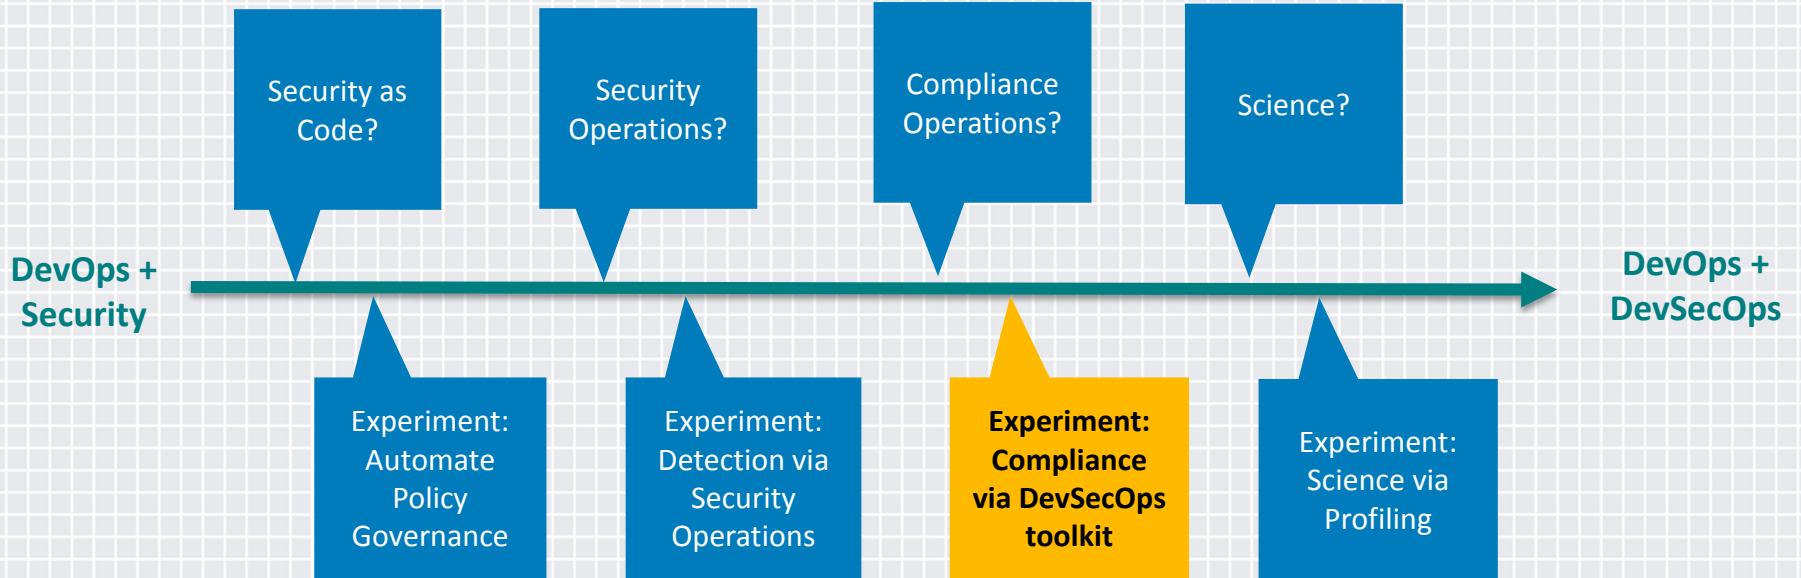 Security as
Code?
Security
Operations?
Compliance
Operations?
Science?
DevOps +
Security
DevOps +
DevSecOps
Experiment:
Automate
Policy
Governance
Experiment:
Detection via
Security
Operations
Experiment:
Compliance
via DevSecOps
toolkit
Experiment:
Science via
Profiling